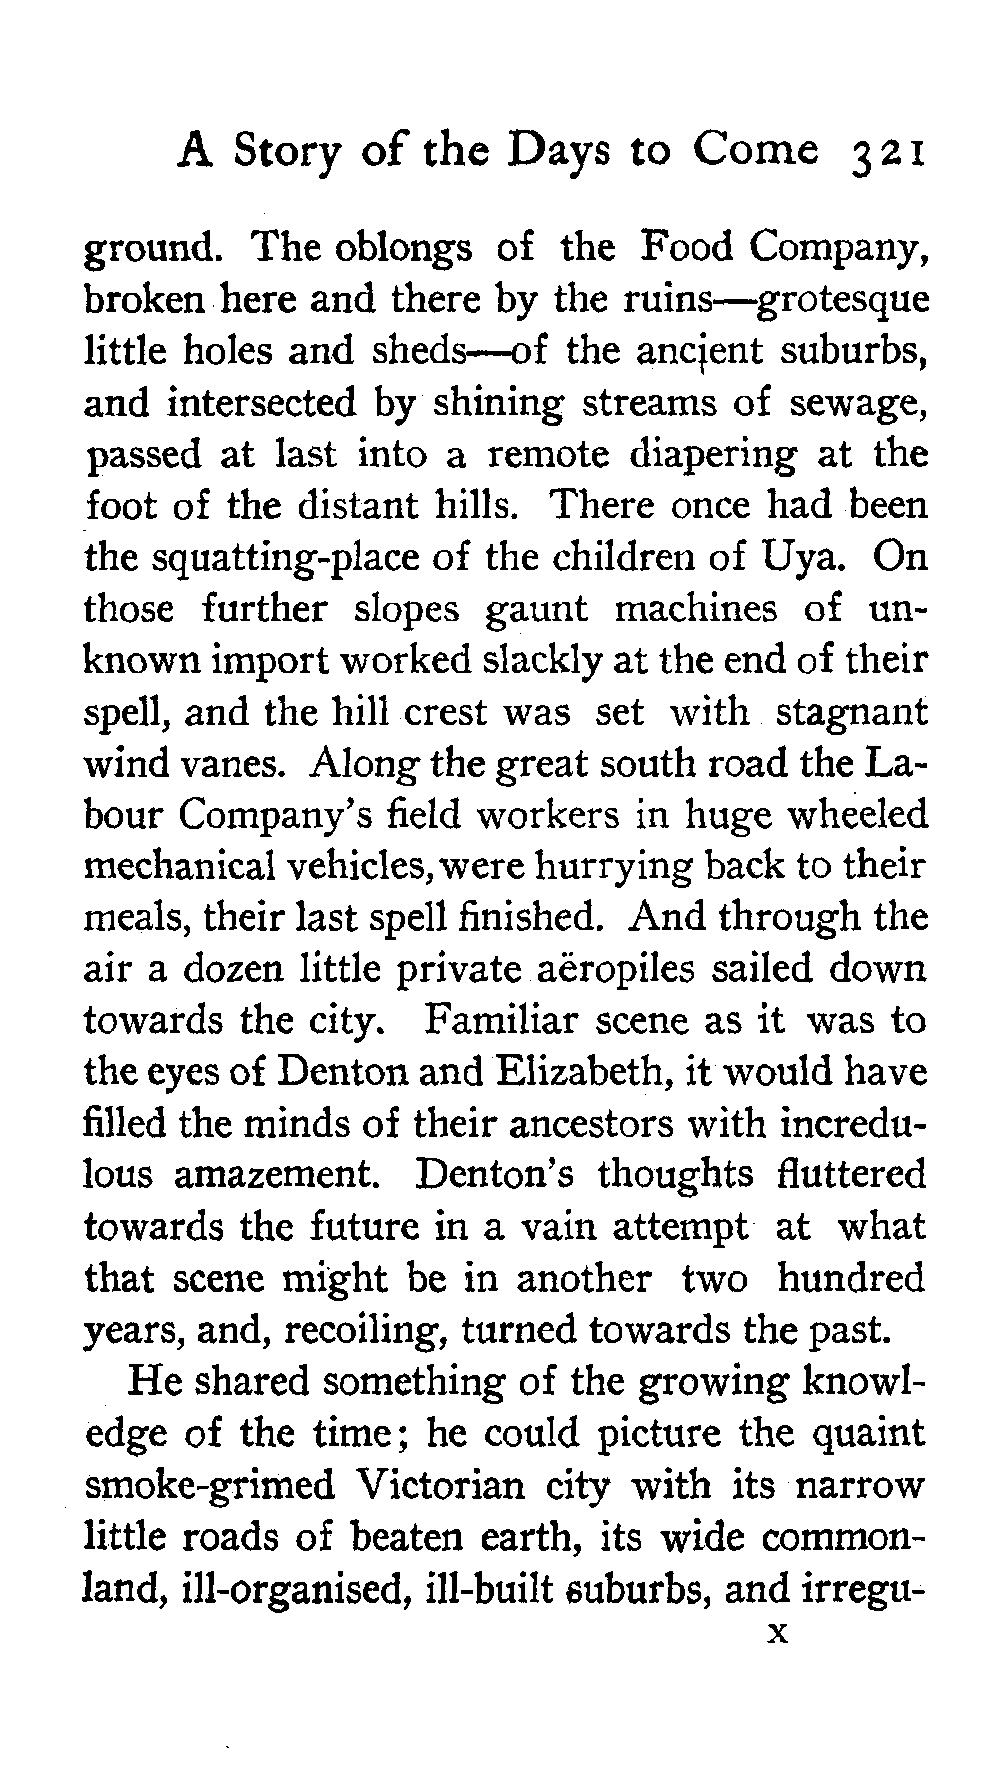 A Story of the Days to Come 321
ground. The oblongs of the Food Company,
broken here and there by the ruins—grotesque
little holes and sheds—of the ancient suburbs,
and intersected by shining streams of sewage,
passed at last into a remote diapering at the
foot of the distant hills. There once had been
the squatting-place of the children of Uya. On
those further slopes gaunt machines of un-
known import worked slackly at the end of their
spell, and the hill crest was set with stagnant
wind vanes. Along the great south road the La-
bour Company's field workers in huge wheeled
mechanical vehicles, were hurrying back to their
meals, their last spell finished. And through the
air a dozen little private aëropiles sailed down
towards the city. Familiar scene as it was to
the eyes of Denton and Elizabeth, it would have
filled the minds of their ancestors with incredu-
lous amazement. Denton's thoughts fluttered
towards the future in a vain attempt at what
that scene might be in another two hundred
years, and, recoiling, turned towards the past.
He shared something of the growing knowl-
edge of the time; he could picture the quaint
smoke-grimed Victorian city with its narrow
little roads of beaten earth, its wide common-
land, ill-organised, ill-built suburbs, and irregu-
x